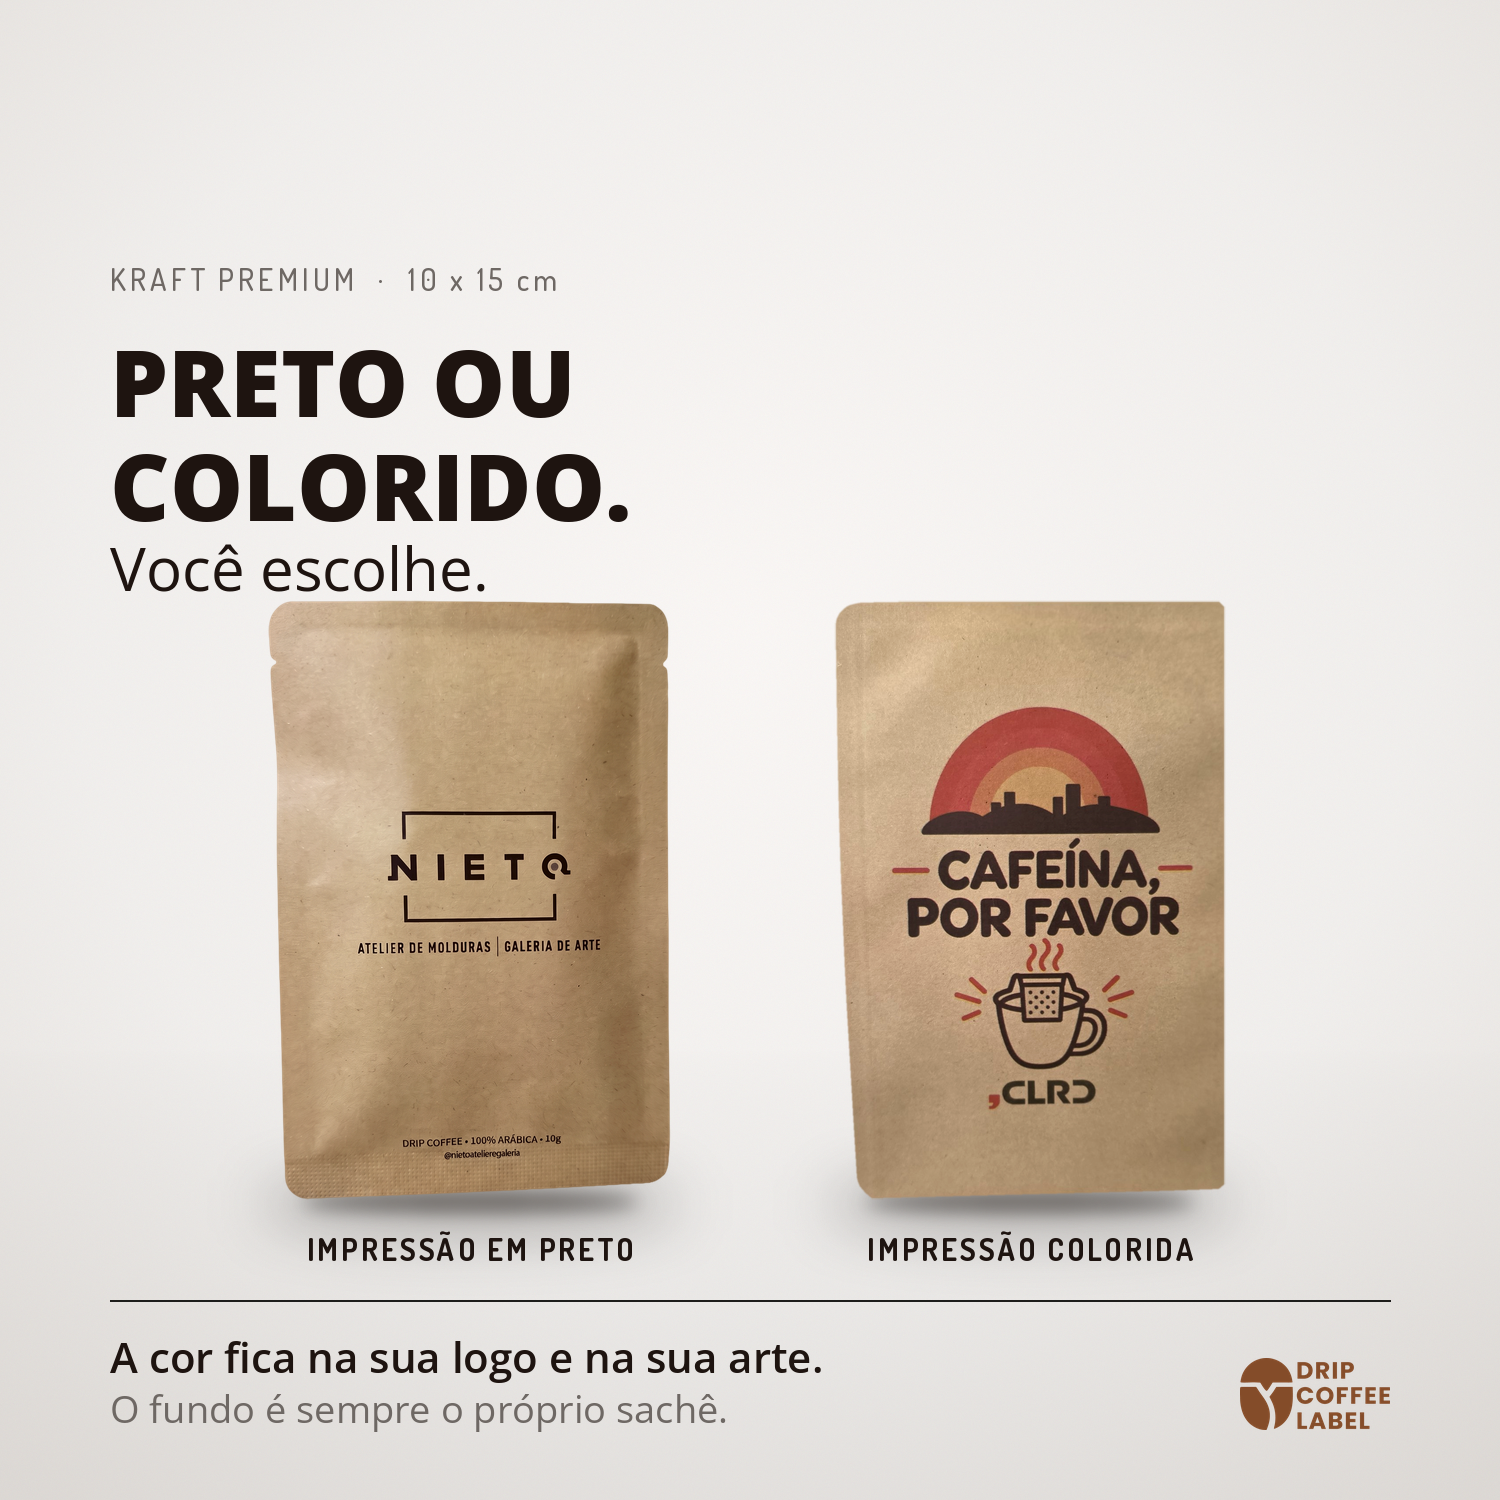 KRAFT PREMIUM · 10 x 15 cm
PRETO OU
COLORIDO.
Você escolhe.
NIETO
ATELIER DE MOLDURAS | GALERIA DE ARTE
DRIP COFFEE • 100% ARÁBICA • 10g
@nietoatelieregaleria
CAFEÍNA,
POR FAVOR
,CLRD
IMPRESSÃO EM PRETO
IMPRESSÃO COLORIDA
A cor fica na sua logo e na sua arte.
O fundo é sempre o próprio sachê.
DRIP
COFFEE
LABEL